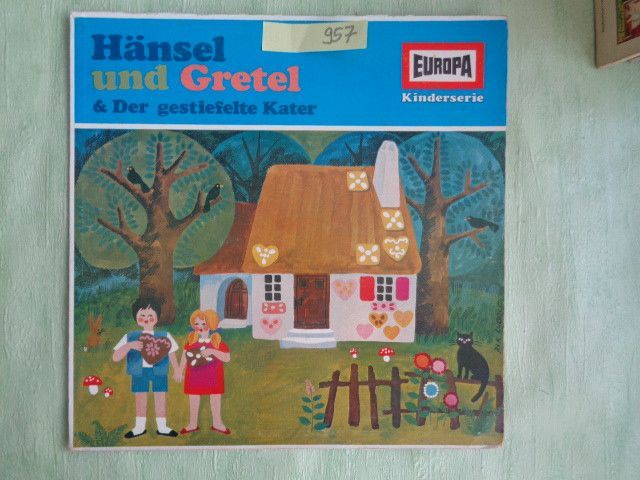 957
Hänsel
und Gretel
& Der gestiefelte Kater
EUROPA
Kinderserie